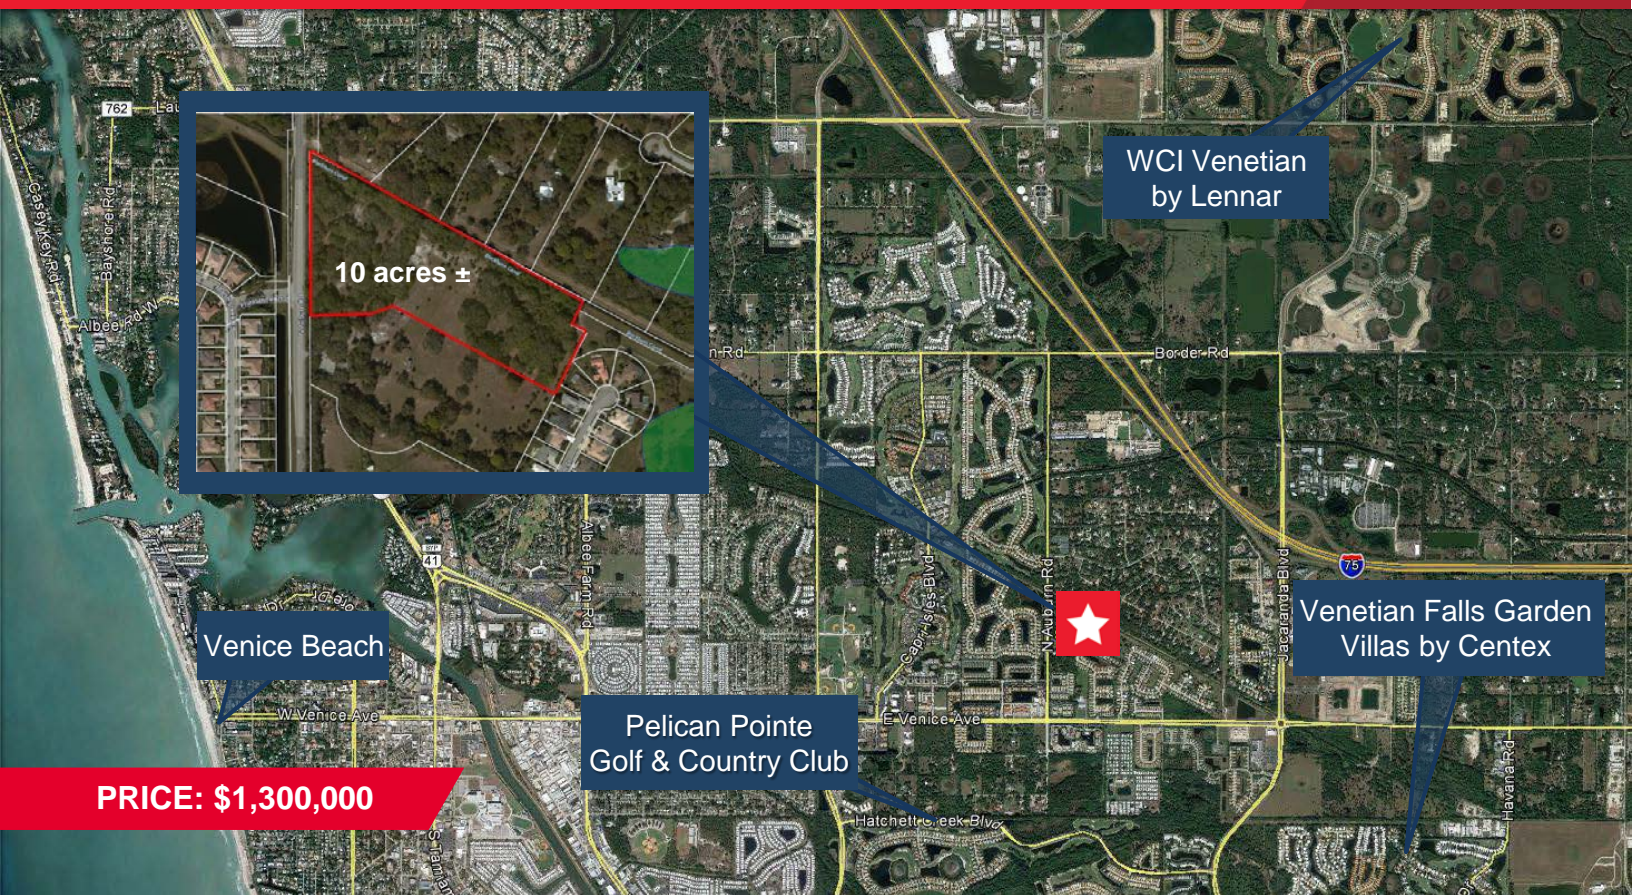 762
Casey Key Rd
Bayshore Rd
Albee Rd W
10 acres ±
WCI Venetian
by Lennar
Border Rd
n Rd
BYP
41
Albee Farm Rd
Capri Isles Blvd
N Auburn Rd
Jacaranda Blvd
75
Venetian Falls Garden
Villas by Centex
Venice Beach
W Venice Ave
Pelican Pointe
Golf & Country Club
E Venice Ave
Havana Rd
PRICE: $1,300,000
Hatchett Creek Blvd